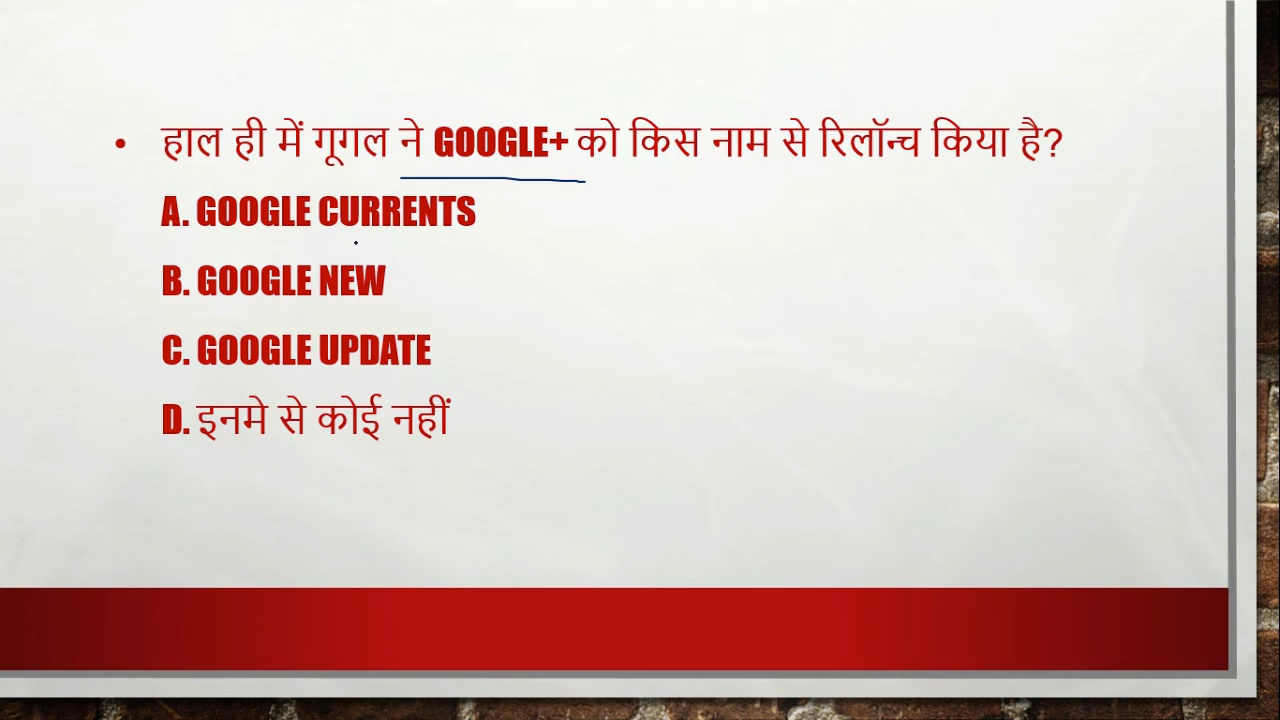 • हाल ही में गूगल ने GOOGLE+ को किस नाम से रिलॉन्च किया है?
A. GOOGLE CURRENTS
B. GOOGLE NEW
C. GOOGLE UPDATE
D. इनमे से कोई नहीं